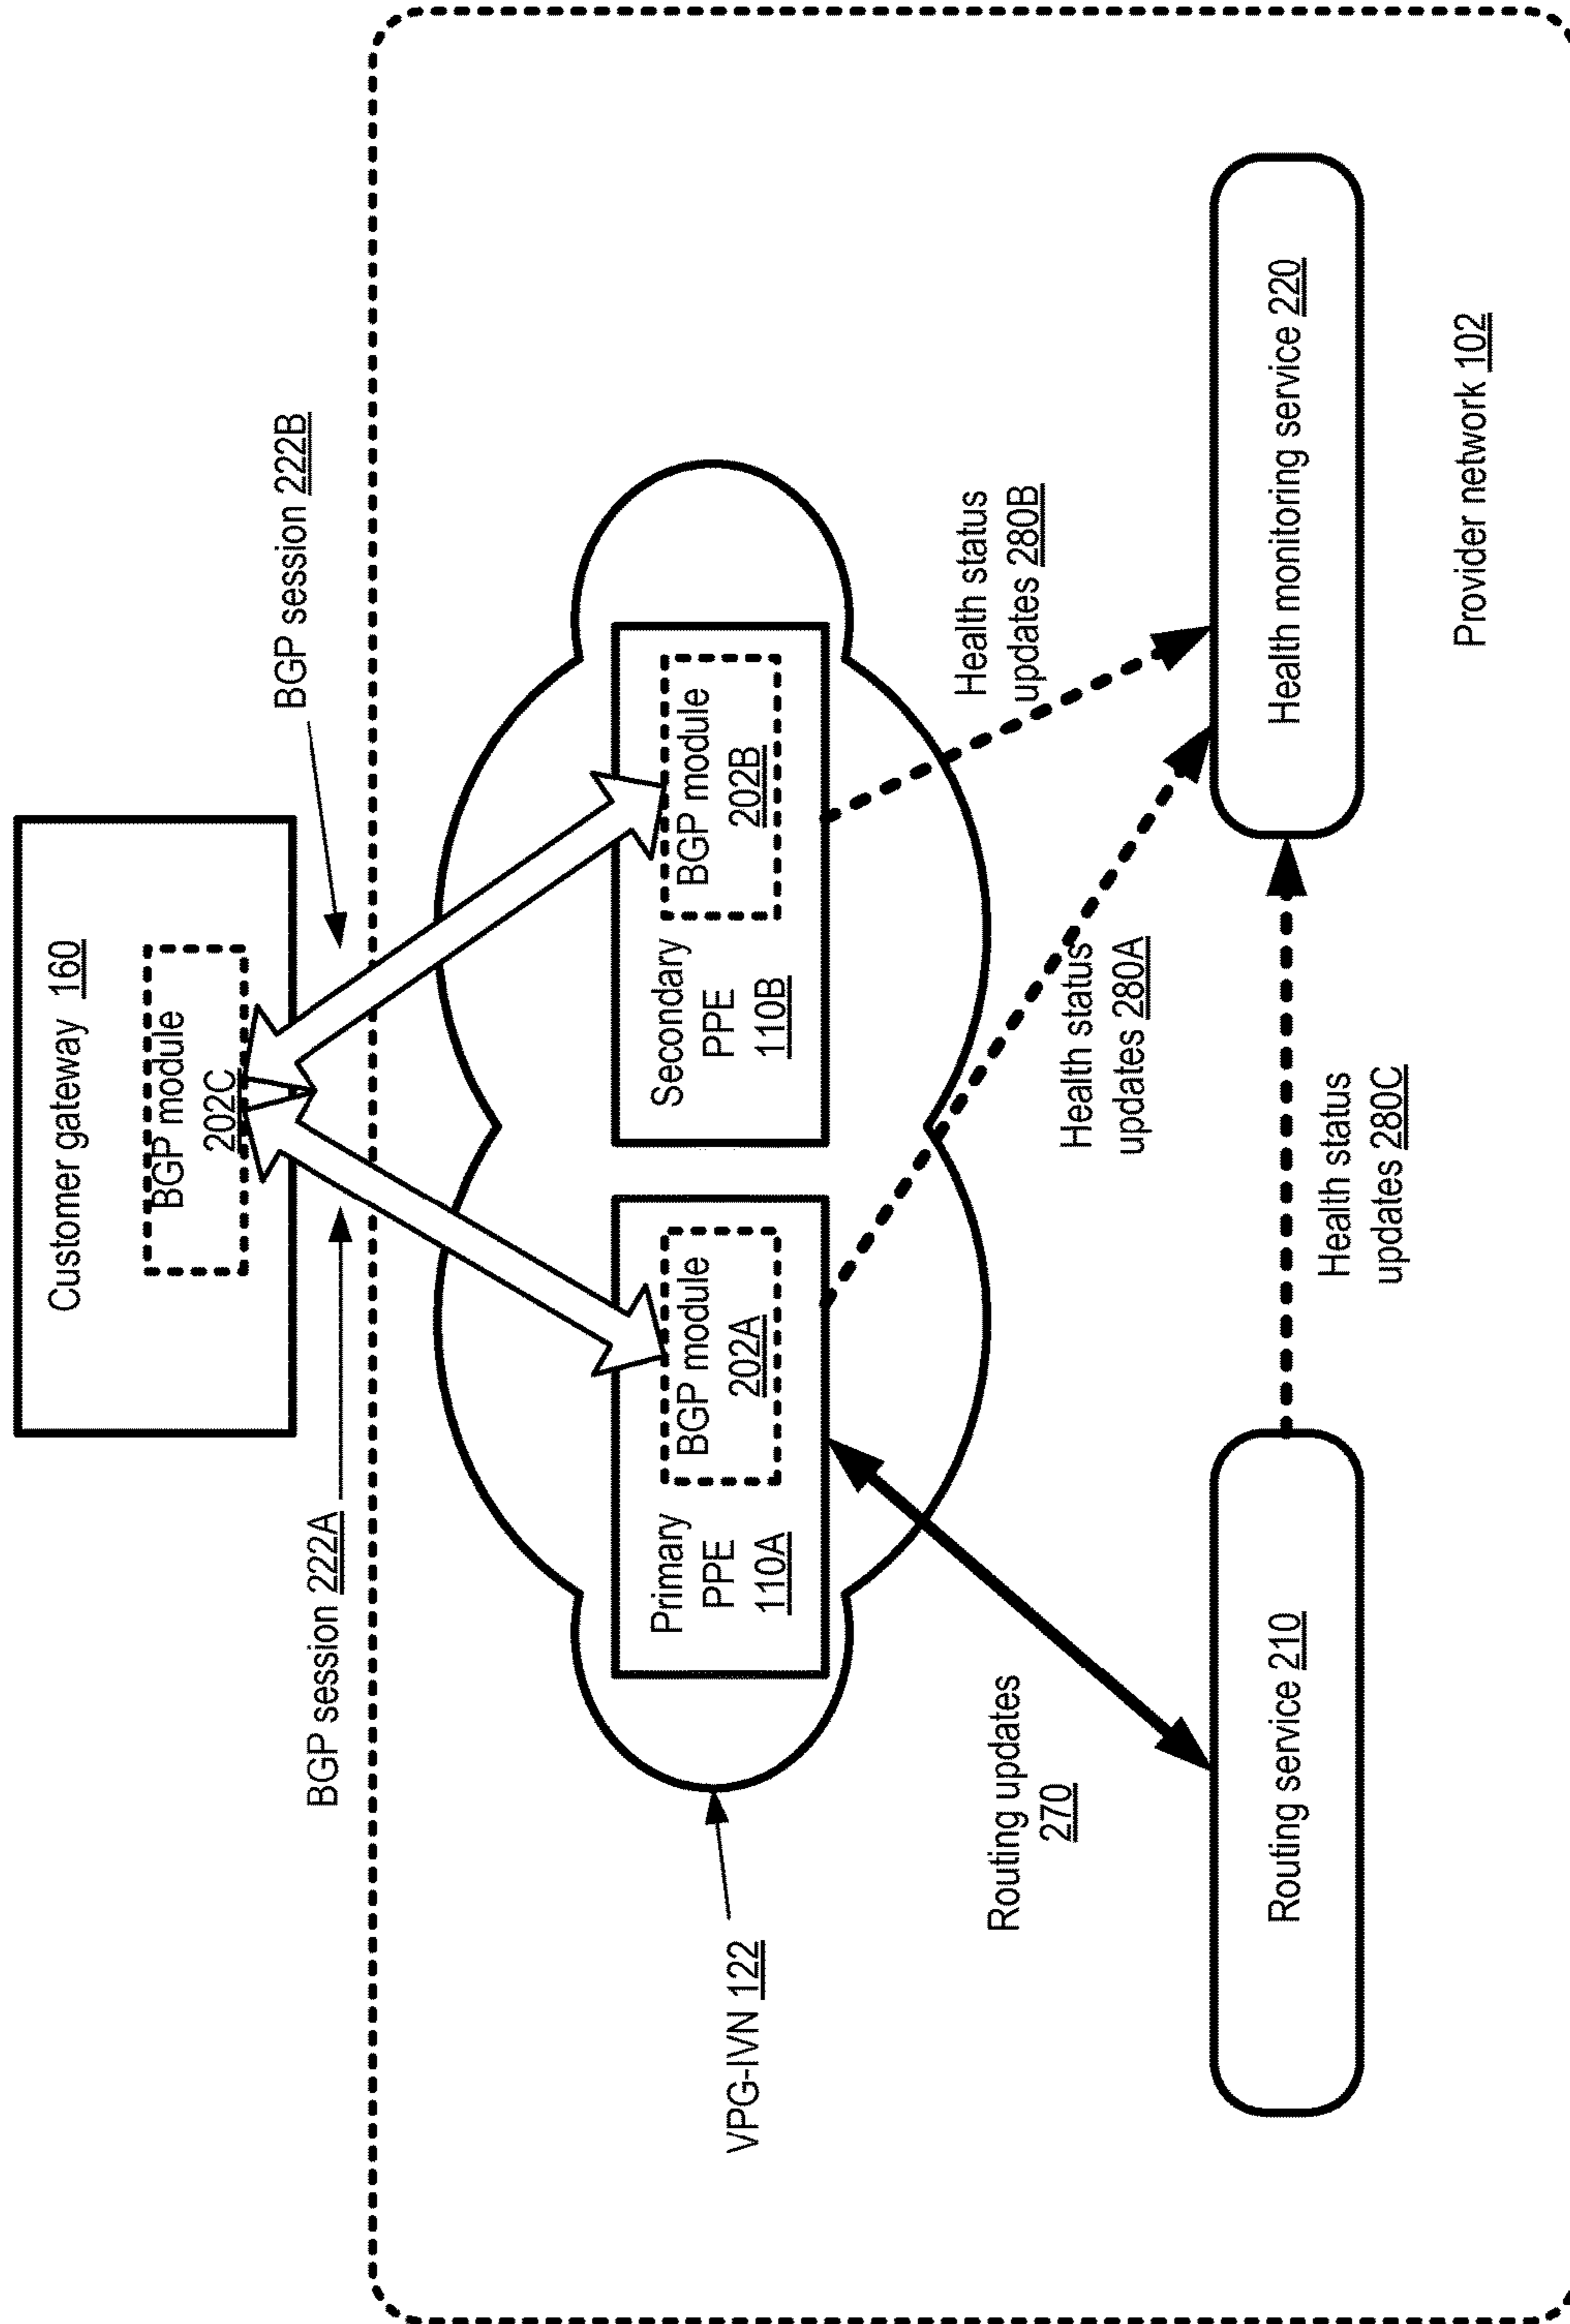 Customer gateway 160
BGP module
202C
BGP session 222A
BGP session 222B
Primary
PPE
110A
BGP module
202A
Secondary
PPE
110B
BGP module
202B
VPG-IVN 122
Routing updates
270
Health status
updates 280A
Health status
updates 280B
Routing service 210
Health status
updates 280C
Health monitoring service 220
Provider network 102